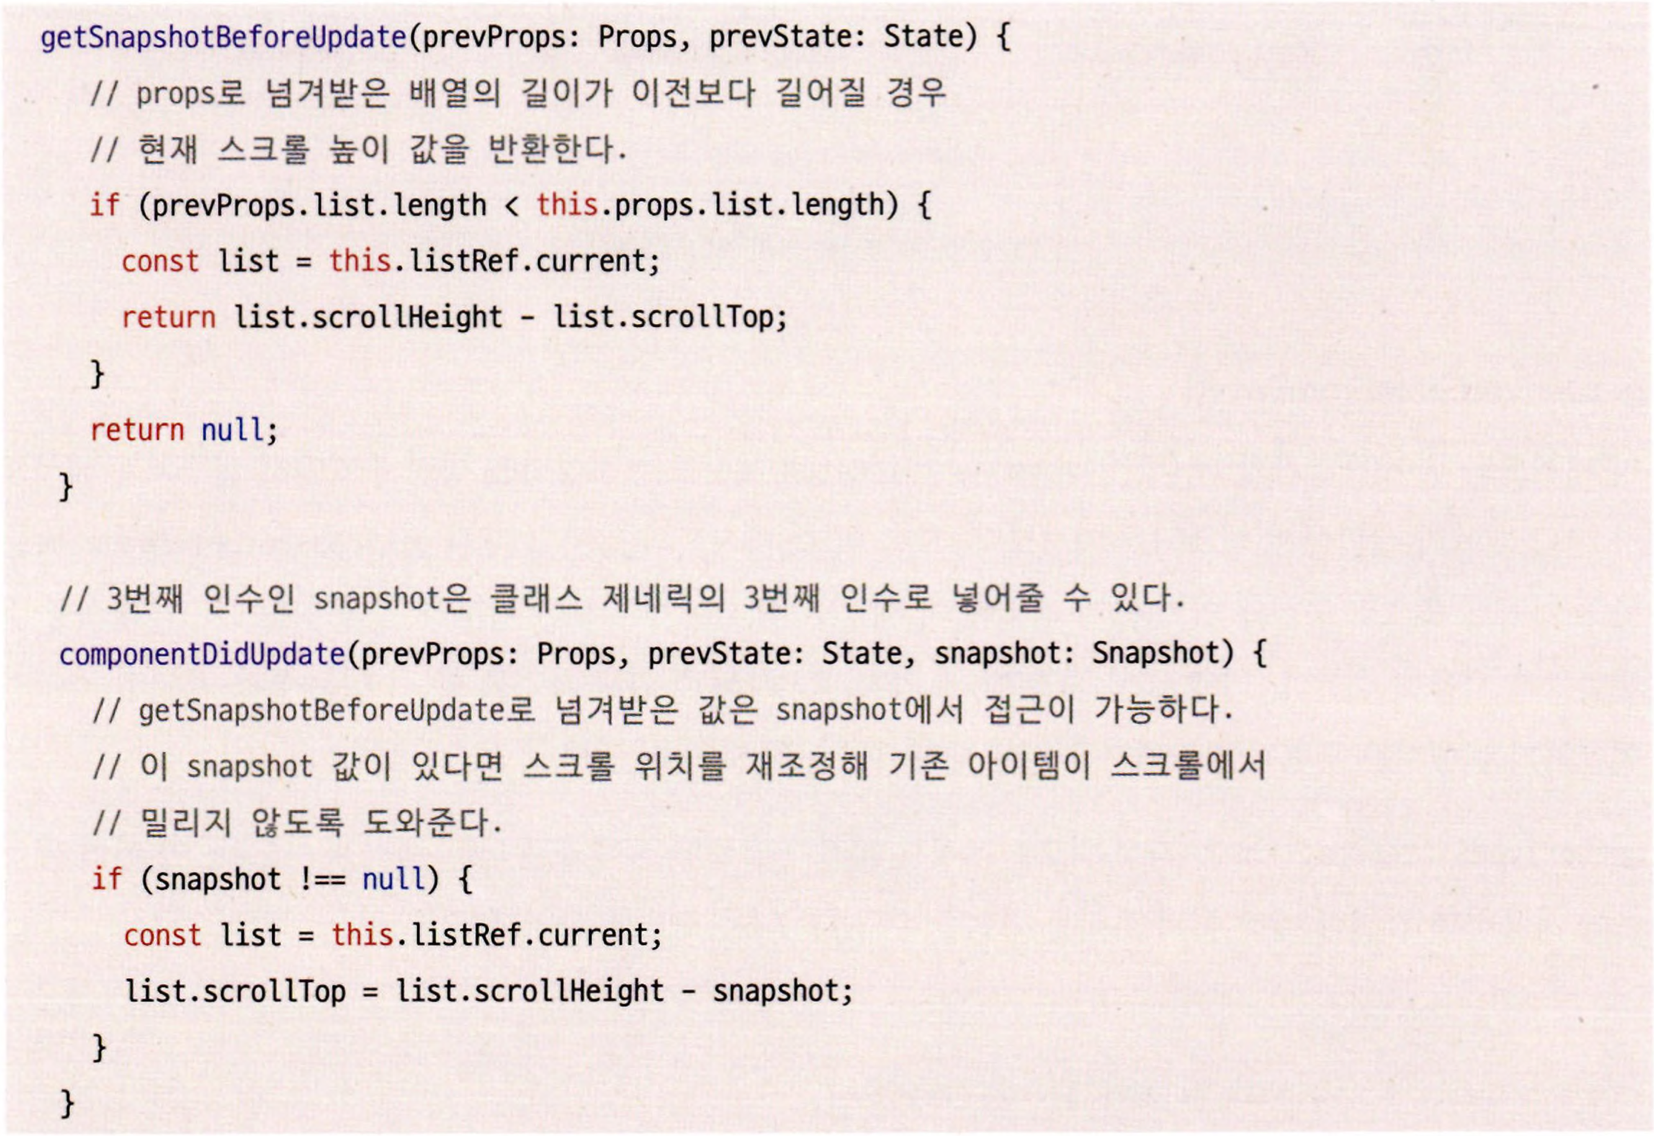 getSnapshotBeforeUpdate(prevProps: Props, prevState: State) {
// props로 넘겨받은 배열의 길이가 이전보다 길어질 경우
// 현재 스크롤 높이 값을 반환한다.
if (prevProps.list.length < this.props.list.length) {
const list = this.listRef.current;
return list.scrollHeight - list.scrollTop;
}
return null;
}
// 3번째 인수인 snapshot은 클래스 제네릭의 3번째 인수로 넣어줄 수 있다.
componentDidUpdate(prevProps: Props, prevState: State, snapshot: Snapshot) {
// getSnapshotBeforeUpdate로 넘겨받은 값은 snapshot에서 접근이 가능하다.
// 이 snapshot 값이 있다면 스크롤 위치를 재조정해 기존 아이템이 스크롤에서
// 밀리지 않도록 도와준다.
if (snapshot !== null) {
const list = this.listRef.current;
list.scrollTop = list.scrollHeight - snapshot;
}
}